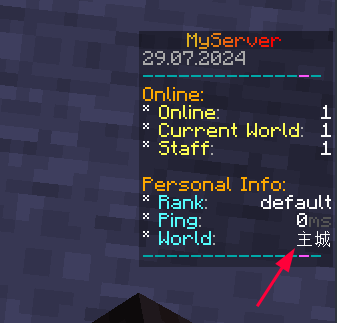 MyServer
29.07.2024
Online:
* Online: 1
* Current World: 1
* Staff: 1
Personal Info:
* Rank: default
* Ping: 0ms
* World: 主城